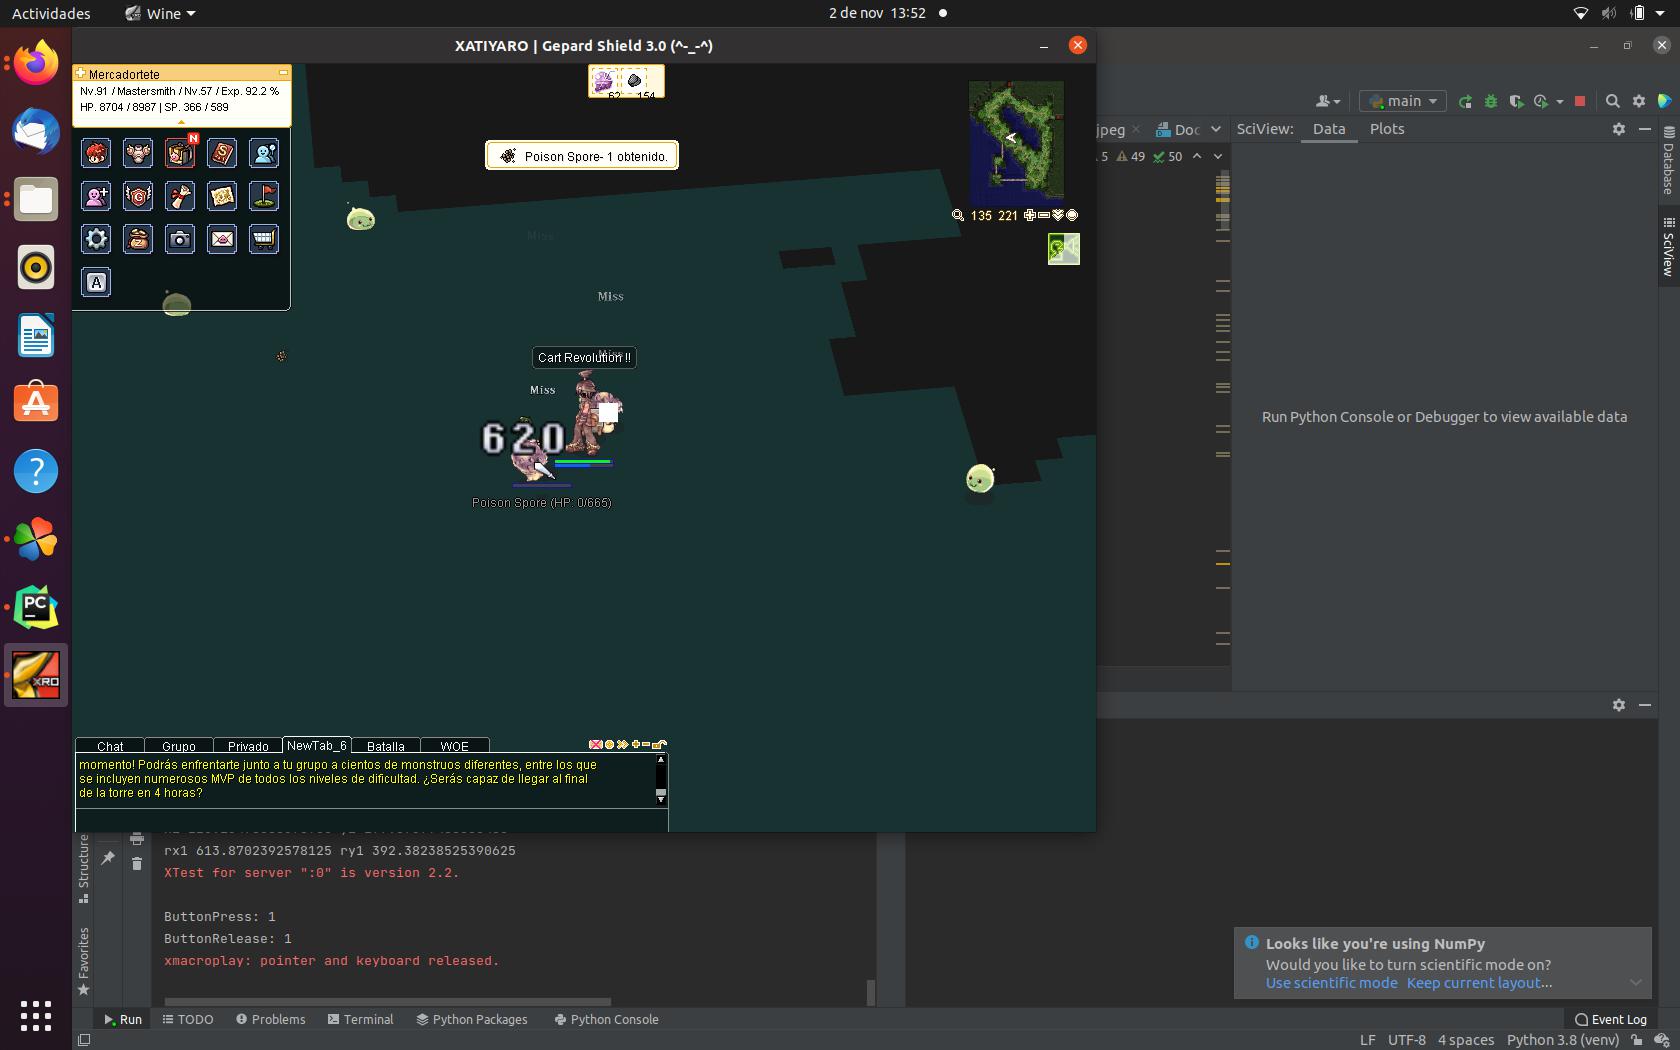 Actividades
Wine
2 de nov 13:52
XATIYARO | Gepard Shield 3.0 (^-_-^)
Mercadortete
Nv.91 / Mastersmith / Nv.57 / Exp. 92.2 %
HP. 8704 / 8987 | SP. 366 / 589
N
62 154
Poison Spore- 1 obtenido.
135 221
A
Miss
Miss
Cart Revolution !!
Miss
620
Poison Spore (HP: 0/665)
Chat
Grupo
Privado
NewTab_6
Batalla
WOE
momento! Podrás enfrentarte junto a tu grupo a cientos de monstruos diferentes, entre los que
se incluyen numerosos MVP de todos los niveles de dificultad. ¿Serás capaz de llegar al final
de la torre en 4 horas?
main
jpeg
Doc
SciView:
Data
Plots
5
49
50
Database
SciView
Run Python Console or Debugger to view available data
rx1 613.8702392578125 ry1 392.38238525390625
XTest for server ":0" is version 2.2.
ButtonPress: 1
ButtonRelease: 1
xmacroplay: pointer and keyboard released.
Structure
Favorites
Looks like you're using NumPy
Would you like to turn scientific mode on?
Use scientific mode Keep current layout...
Run
TODO
Problems
Terminal
Python Packages
Python Console
Event Log
LF UTF-8 4 spaces Python 3.8 (venv)
PC
XRO